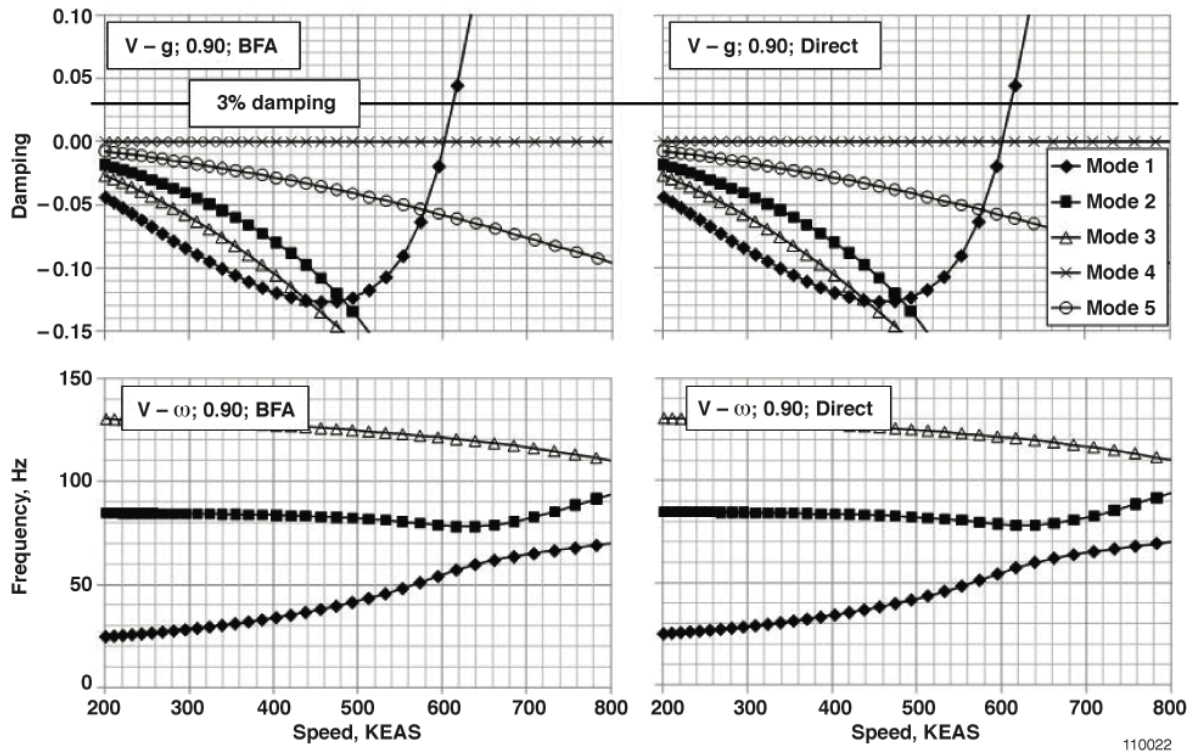 V – g; 0.90; BFA
V – g; 0.90; Direct
3% damping
Damping
0.10
0.05
0.00
– 0.05
– 0.10
– 0.15
Mode 1
Mode 2
Mode 3
Mode 4
Mode 5
V – ω; 0.90; BFA
V – ω; 0.90; Direct
Frequency, Hz
150
100
50
0
200 300 400 500 600 700 800
Speed, KEAS
200 300 400 500 600 700 800
Speed, KEAS
110022